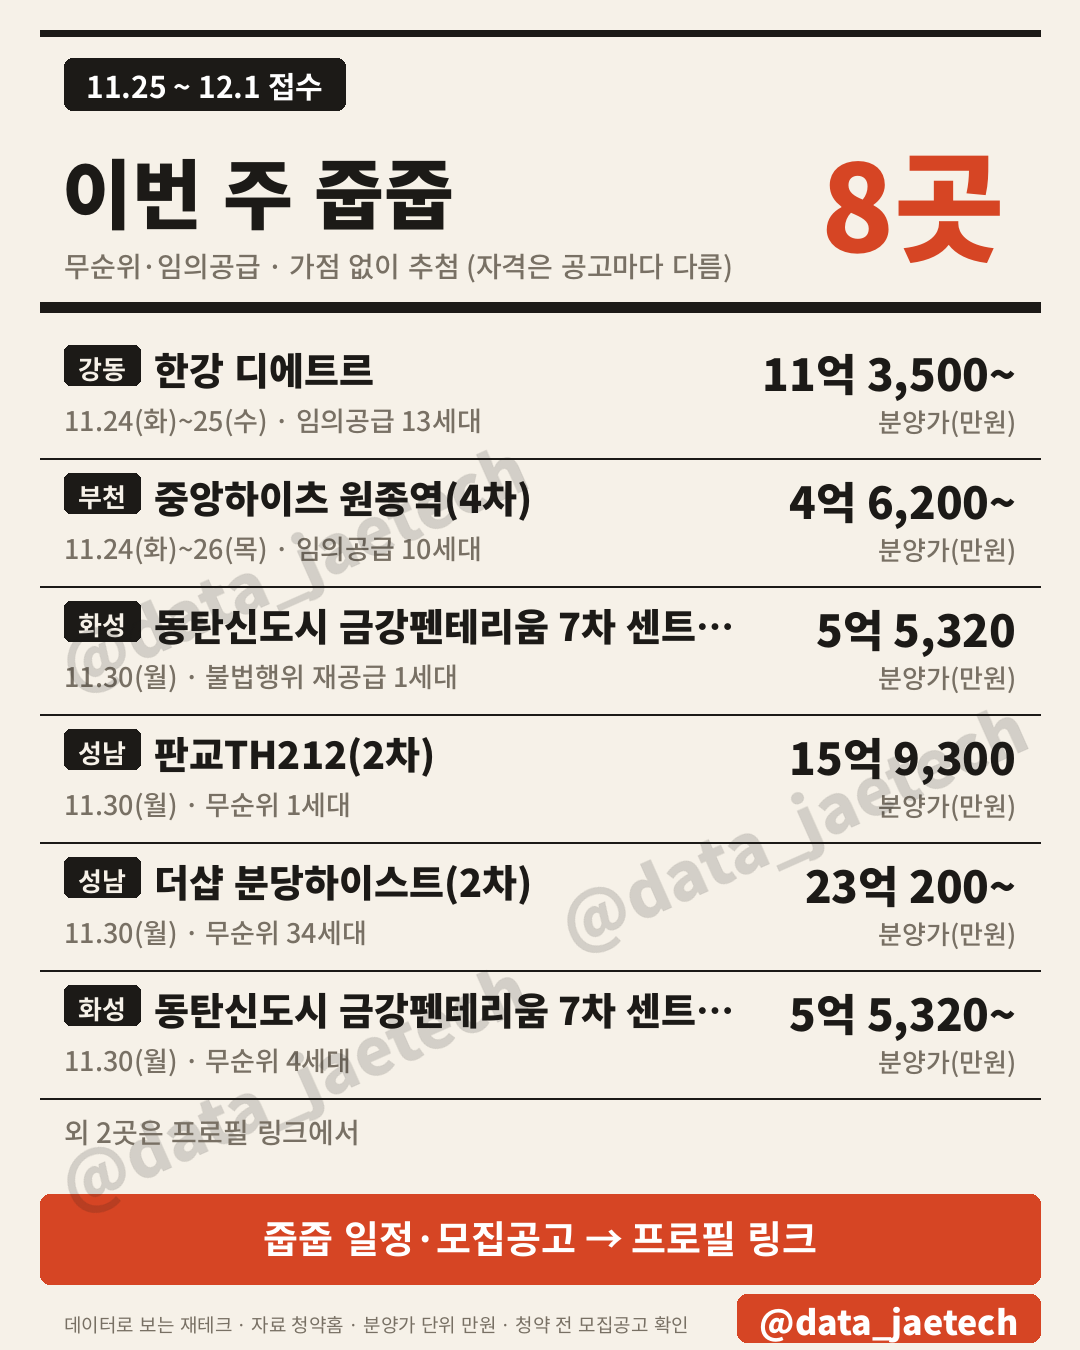 11.25 ~ 12.1 접수
이번 주 줍줍
8곳
무순위·임의공급 · 가점 없이 추첨 (자격은 공고마다 다름)
강동 한강 디에트르 11억 3,500~
11.24(화)~25(수) · 임의공급 13세대 분양가(만원)
부천 중앙하이츠 원종역(4차) 4억 6,200~
11.24(화)~26(목) · 임의공급 10세대 분양가(만원)
화성 동탄신도시 금강펜테리움 7차 센트… 5억 5,320
11.30(월) · 불법행위 재공급 1세대 분양가(만원)
성남 판교TH212(2차) 15억 9,300
11.30(월) · 무순위 1세대 분양가(만원)
성남 더샵 분당하이스트(2차) 23억 200~
11.30(월) · 무순위 34세대 분양가(만원)
화성 동탄신도시 금강펜테리움 7차 센트… 5억 5,320~
11.30(월) · 무순위 4세대 분양가(만원)
외 2곳은 프로필 링크에서
줍줍 일정·모집공고 → 프로필 링크
데이터로 보는 재테크 · 자료 청약홈 · 분양가 단위 만원 · 청약 전 모집공고 확인
@data_jaetech
@data_jaetech
@data_jaetech
@data_jaetech